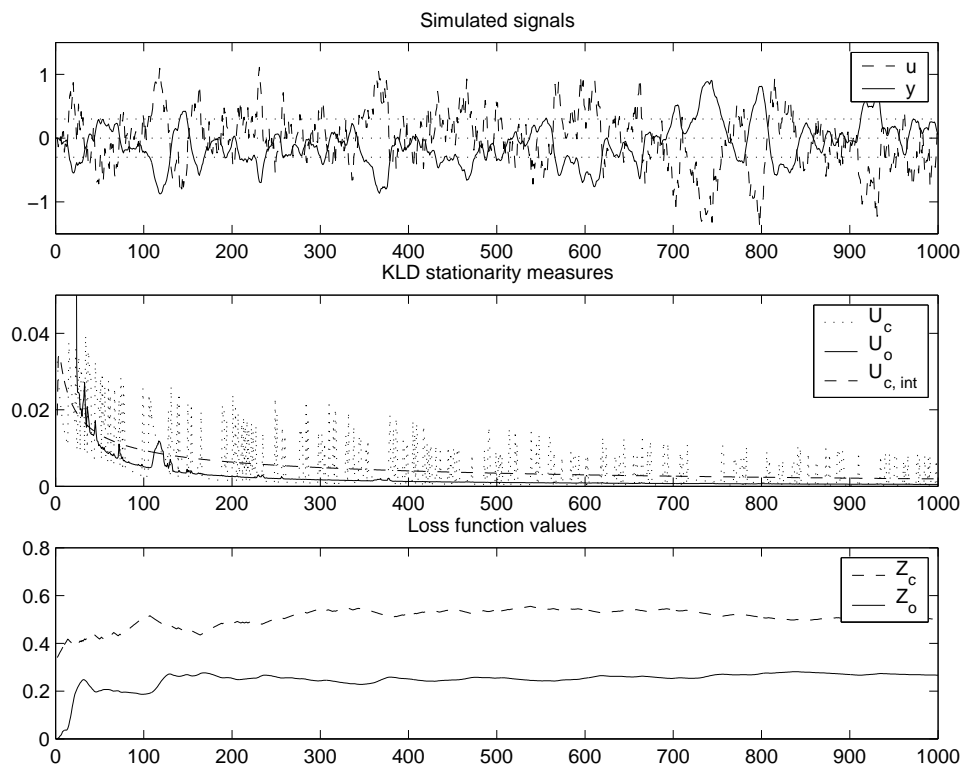 Simulated signals
1
0
−1
u
y
0 100 200 300 400 500 600 700 800 900 1000
KLD stationarity measures
0.04
0.02
0
U_c
U_o
U_c, int
0 100 200 300 400 500 600 700 800 900 1000
Loss function values
0.8
0.6
0.4
0.2
0
Z_c
Z_o
0 100 200 300 400 500 600 700 800 900 1000